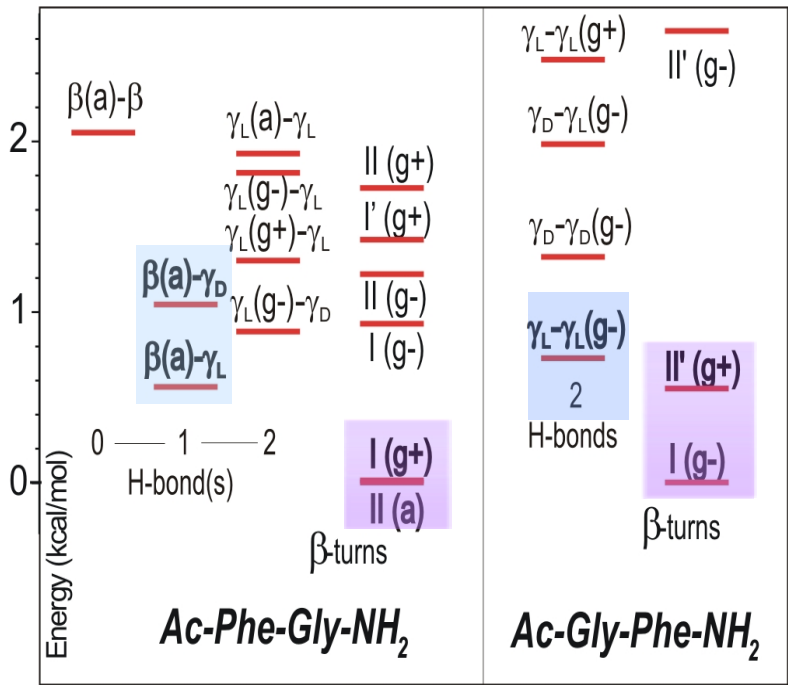 Energy (kcal/mol)
2
1
0
β(a)-β
β(a)-γD
β(a)-γL
0 — 1 — 2
H-bond(s)
γL(a)-γL
γL(g-)-γL
γL(g+)-γL
γL(g-)-γD
II (g+)
I' (g+)
II (g-)
I (g-)
I (g+)
II (a)
β-turns
Ac-Phe-Gly-NH2
γL-γL(g+)
γD-γL(g-)
γD-γD(g-)
γL-γL(g-)
2
H-bonds
II' (g-)
II' (g+)
I (g-)
β-turns
Ac-Gly-Phe-NH2